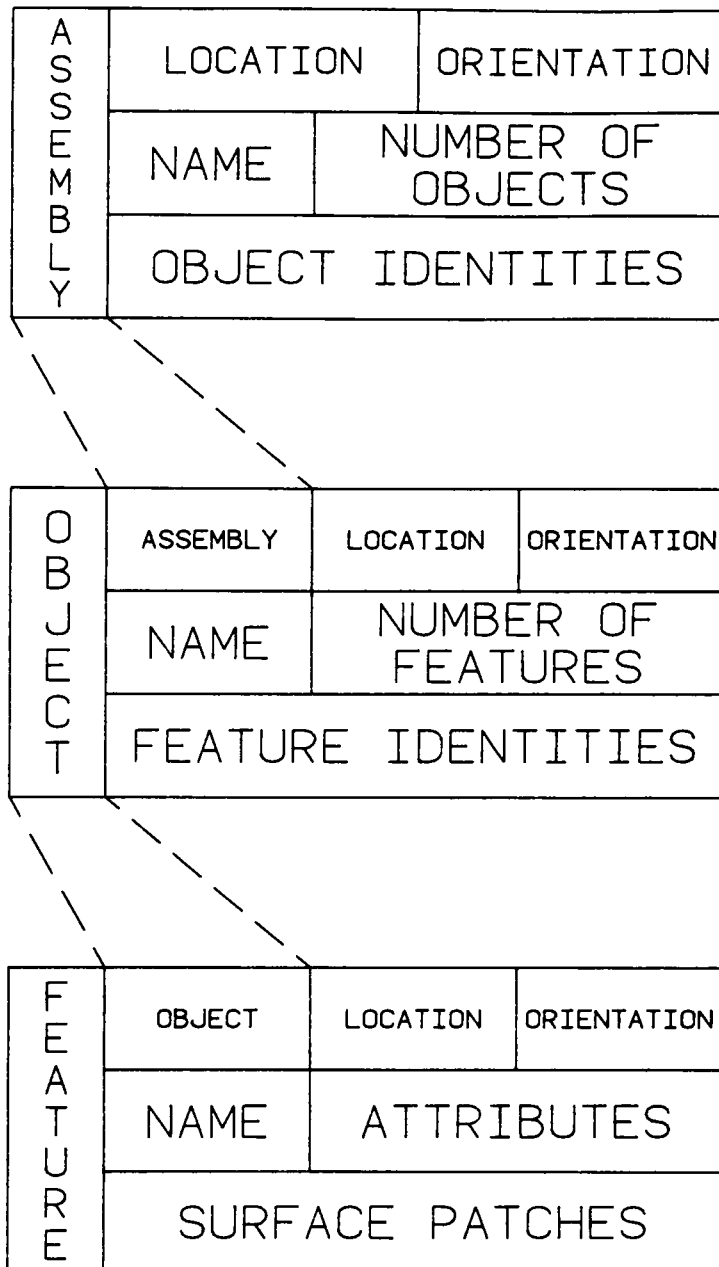 ASSEMBLY
LOCATION
ORIENTATION
NAME
NUMBER OF
OBJECTS
OBJECT IDENTITIES
OBJECT
ASSEMBLY
LOCATION
ORIENTATION
NAME
NUMBER OF
FEATURES
FEATURE IDENTITIES
FEATURE
OBJECT
LOCATION
ORIENTATION
NAME
ATTRIBUTES
SURFACE PATCHES